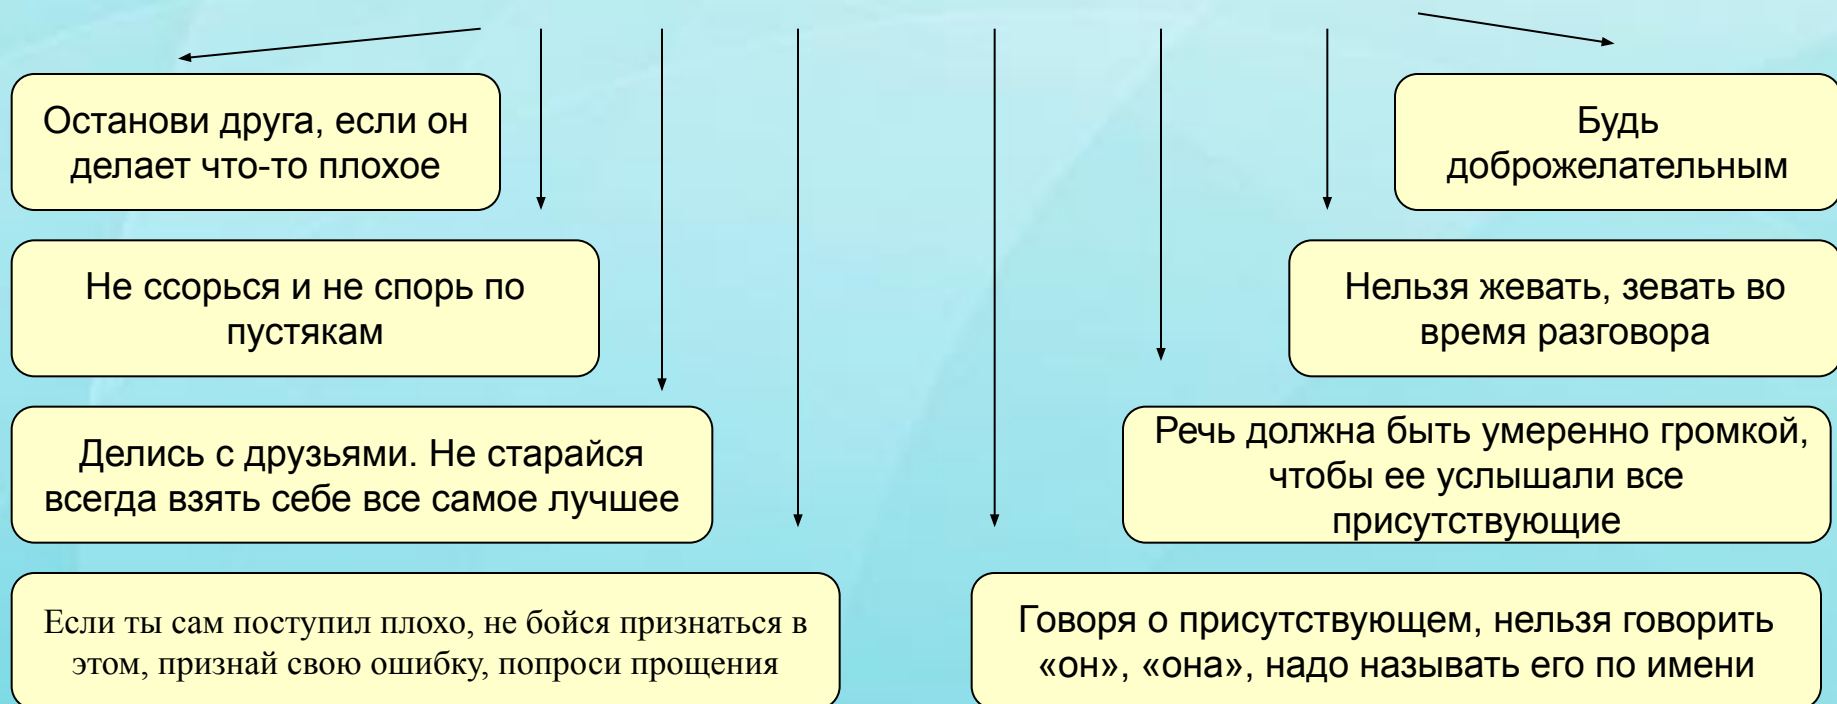 Останови друга, если он
делает что-то плохое
Будь
доброжелательным
Не ссорься и не спорь по
пустякам
Нельзя жевать, зевать во
время разговора
Делись с друзьями. Не старайся
всегда взять себе все самое лучшее
Речь должна быть умеренно громкой,
чтобы ее услышали все
присутствующие
Если ты сам поступил плохо, не бойся признаться в
этом, признай свою ошибку, попроси прощения
Говоря о присутствующем, нельзя говорить
«он», «она», надо называть его по имени